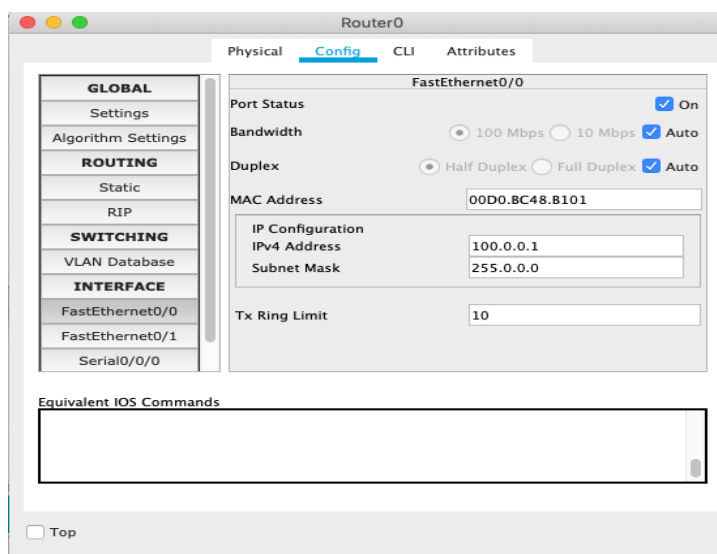 Router0
Physical Config CLI Attributes
GLOBAL
Settings
Algorithm Settings
ROUTING
Static
RIP
SWITCHING
VLAN Database
INTERFACE
FastEthernet0/0
FastEthernet0/1
Serial0/0/0
FastEthernet0/0
Port Status On
Bandwidth 100 Mbps 10 Mbps Auto
Duplex Half Duplex Full Duplex Auto
MAC Address 00D0.BC48.B101
IP Configuration
IPv4 Address 100.0.0.1
Subnet Mask 255.0.0.0
Tx Ring Limit 10
Equivalent IOS Commands
Top